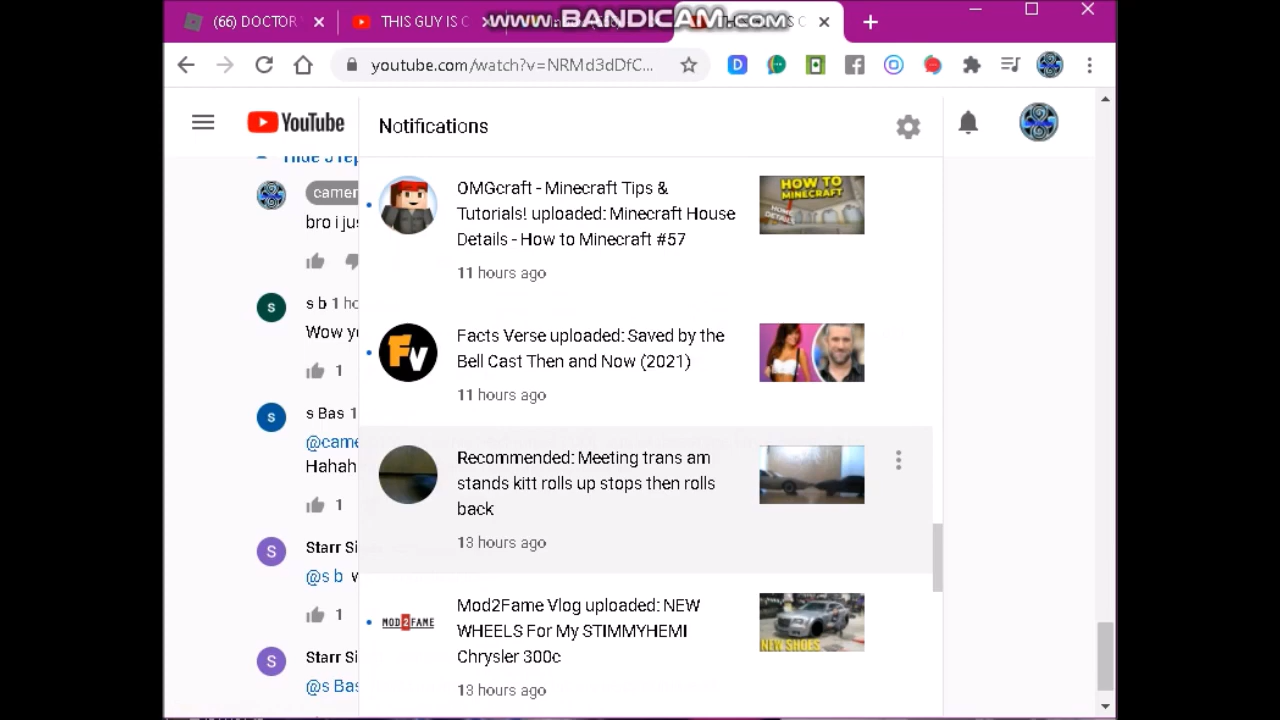 (66) DOCTOR
THIS GUY IS C
www.BANDICAM.com
youtube.com/watch?v=NRMd3dDfC...
YouTube
Notifications
camer
bro i jus
s b 1 ho
Wow yo
1
s Bas 1
@came
Hahah
1
Starr Si
@s b w
1
Starr Si
@s Bas
OMGcraft - Minecraft Tips &
Tutorials! uploaded: Minecraft House
Details - How to Minecraft #57
11 hours ago
HOW TO
MINECRAFT
HOME
DETAILS
Facts Verse uploaded: Saved by the
Bell Cast Then and Now (2021)
11 hours ago
FV
Recommended: Meeting trans am
stands kitt rolls up stops then rolls
back
13 hours ago
MOD2FAME
Mod2Fame Vlog uploaded: NEW
WHEELS For My STIMMYHEMI
Chrysler 300c
13 hours ago
NEW SHOES